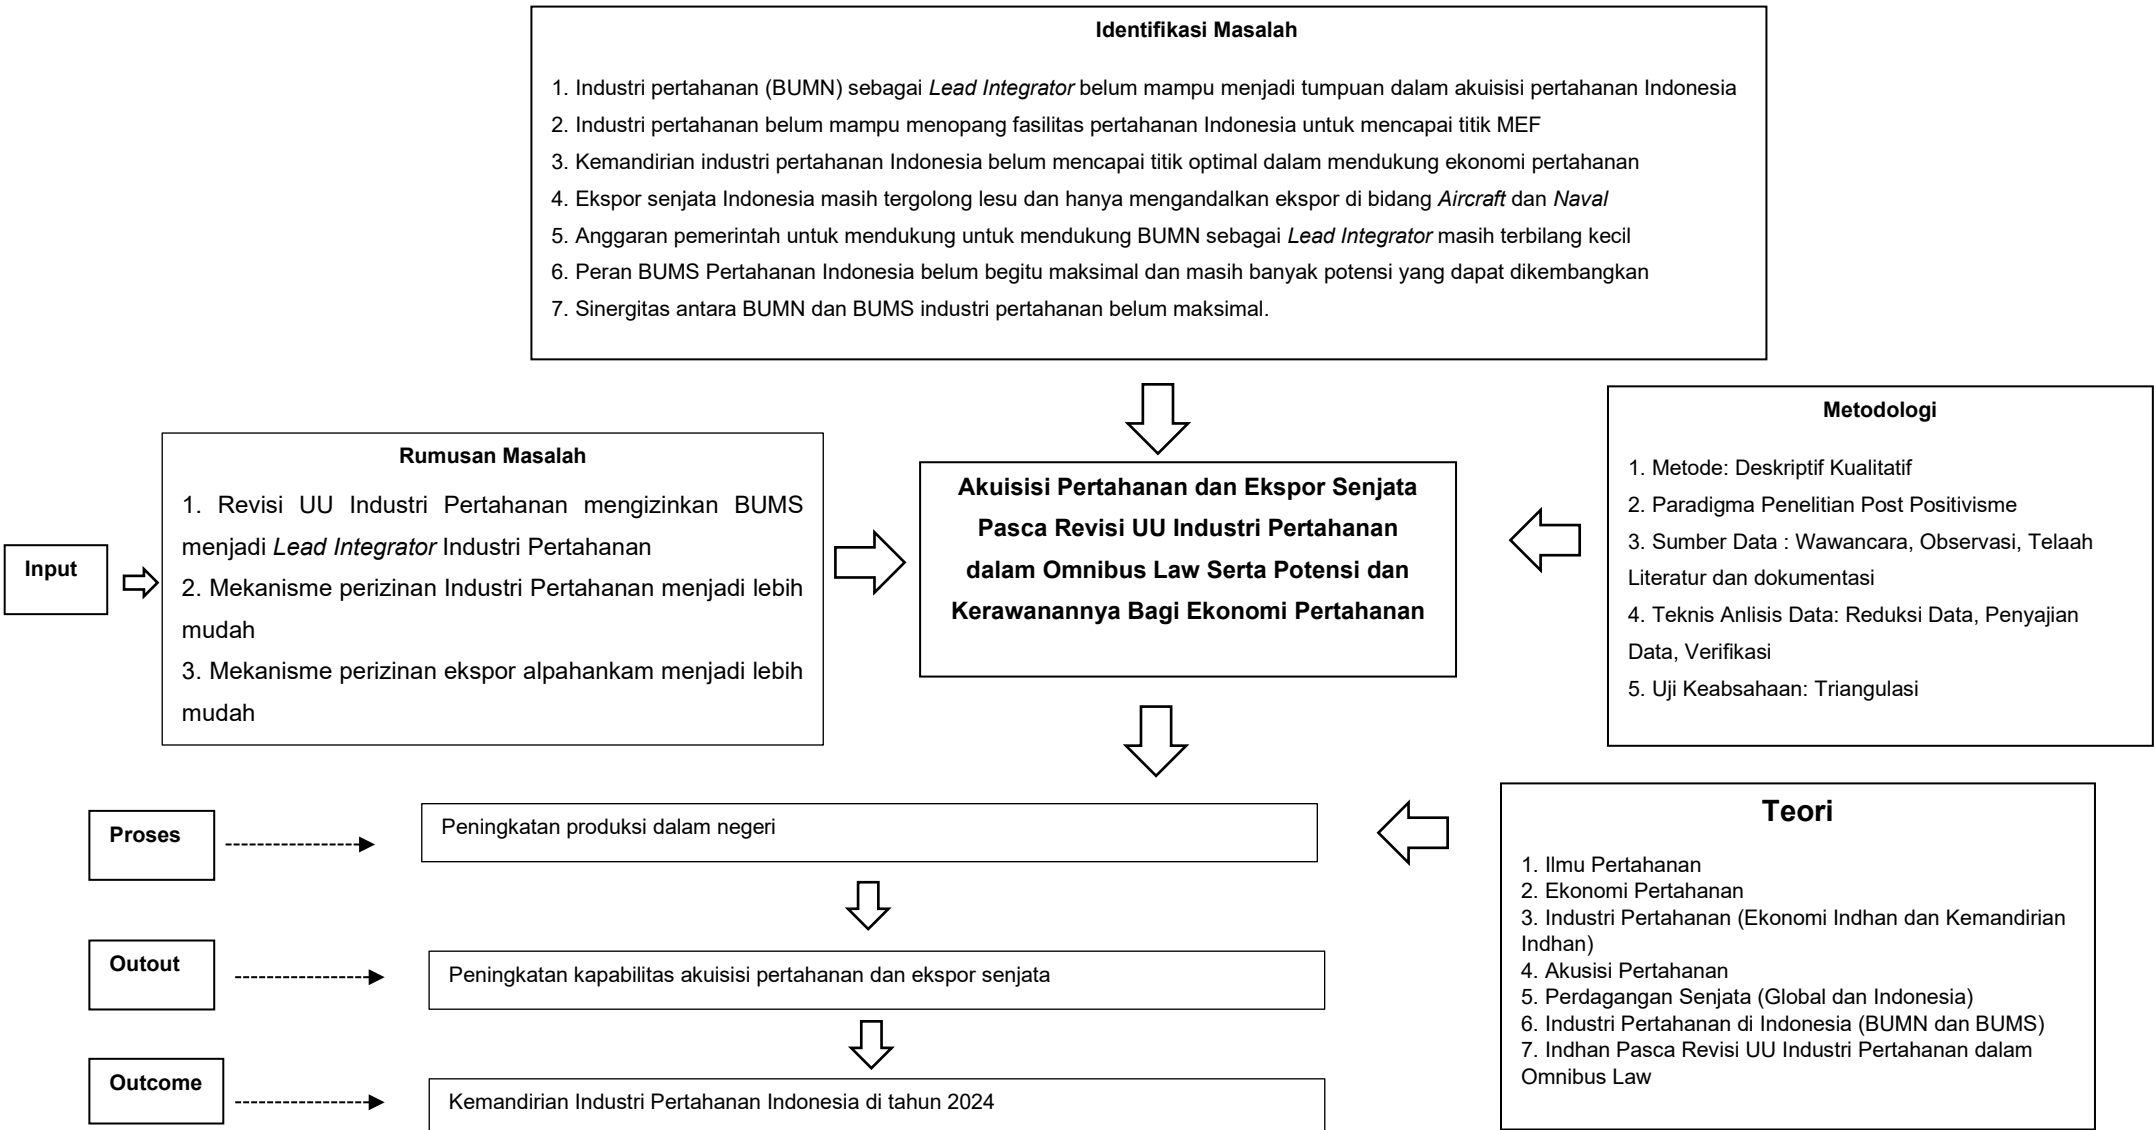 Identifikasi Masalah
1. Industri pertahanan (BUMN) sebagai Lead Integrator belum mampu menjadi tumpuan dalam akuisisi pertahanan Indonesia
2. Industri pertahanan belum mampu menopang fasilitas pertahanan Indonesia untuk mencapai titik MEF
3. Kemandirian industri pertahanan Indonesia belum mencapai titik optimal dalam mendukung ekonomi pertahanan
4. Ekspor senjata Indonesia masih tergolong lesu dan hanya mengandalkan ekspor di bidang Aircraft dan Naval
5. Anggaran pemerintah untuk mendukung untuk mendukung BUMN sebagai Lead Integrator masih terbilang kecil
6. Peran BUMS Pertahanan Indonesia belum begitu maksimal dan masih banyak potensi yang dapat dikembangkan
7. Sinergitas antara BUMN dan BUMS industri pertahanan belum maksimal.
Input
Rumusan Masalah
1. Revisi UU Industri Pertahanan mengizinkan BUMS
menjadi Lead Integrator Industri Pertahanan
2. Mekanisme perizinan Industri Pertahanan menjadi lebih
mudah
3. Mekanisme perizinan ekspor alpahankam menjadi lebih
mudah
Akuisisi Pertahanan dan Ekspor Senjata
Pasca Revisi UU Industri Pertahanan
dalam Omnibus Law Serta Potensi dan
Kerawanannya Bagi Ekonomi Pertahanan
Metodologi
1. Metode: Deskriptif Kualitatif
2. Paradigma Penelitian Post Positivisme
3. Sumber Data : Wawancara, Observasi, Telaah
Literatur dan dokumentasi
4. Teknis Anlisis Data: Reduksi Data, Penyajian
Data, Verifikasi
5. Uji Keabsahaan: Triangulasi
Proses
Peningkatan produksi dalam negeri
Outout
Peningkatan kapabilitas akuisisi pertahanan dan ekspor senjata
Outcome
Kemandirian Industri Pertahanan Indonesia di tahun 2024
Teori
1. Ilmu Pertahanan
2. Ekonomi Pertahanan
3. Industri Pertahanan (Ekonomi Indhan dan Kemandirian
Indhan)
4. Akusisi Pertahanan
5. Perdagangan Senjata (Global dan Indonesia)
6. Industri Pertahanan di Indonesia (BUMN dan BUMS)
7. Indhan Pasca Revisi UU Industri Pertahanan dalam
Omnibus Law